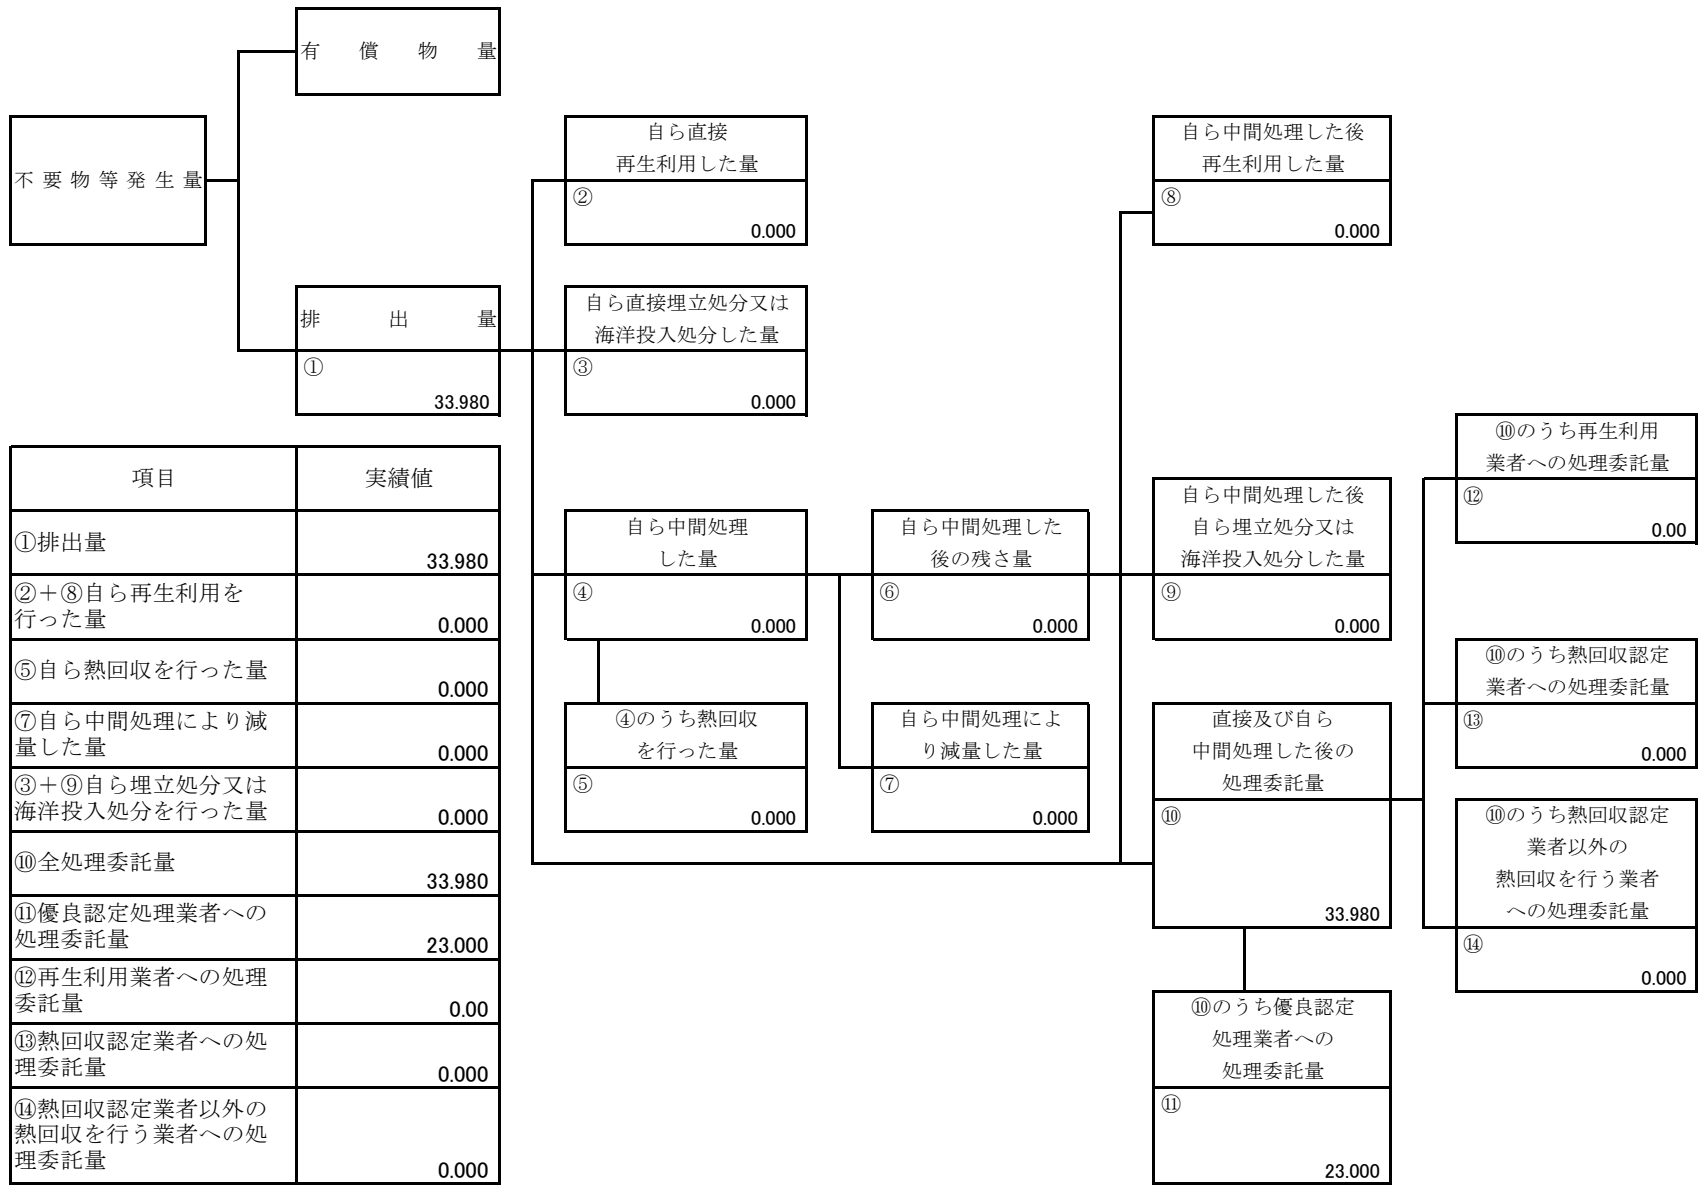 有償物量
不要物等発生量
排出量
①
33.980
自ら直接
再生利用した量
②
0.000
自ら直接埋立処分又は
海洋投入処分した量
③
0.000
自ら中間処理
した量
④
0.000
④のうち熱回収
を行った量
⑤
0.000
自ら中間処理した
後の残さ量
⑥
0.000
自ら中間処理によ
り減量した量
⑦
0.000
自ら中間処理した後
再生利用した量
⑧
0.000
自ら中間処理した後
自ら埋立処分又は
海洋投入処分した量
⑨
0.000
直接及び自ら
中間処理した後の
処理委託量
⑩
33.980
⑩のうち優良認定
処理業者への
処理委託量
⑪
23.000
⑩のうち再生利用
業者への処理委託量
⑫
0.00
⑩のうち熱回収認定
業者への処理委託量
⑬
0.000
⑩のうち熱回収認定
業者以外の
熱回収を行う業者
への処理委託量
⑭
0.000
項目 実績値
①排出量
33.980
②＋⑧自ら再生利用を
行った量
0.000
⑤自ら熱回収を行った量
0.000
⑦自ら中間処理により減
量した量
0.000
③＋⑨自ら埋立処分又は
海洋投入処分を行った量
0.000
⑩全処理委託量
33.980
⑪優良認定処理業者への
処理委託量
23.000
⑫再生利用業者への処理
委託量
0.00
⑬熱回収認定業者への処
理委託量
0.000
⑭熱回収認定業者以外の
熱回収を行う業者への処
理委託量
0.000